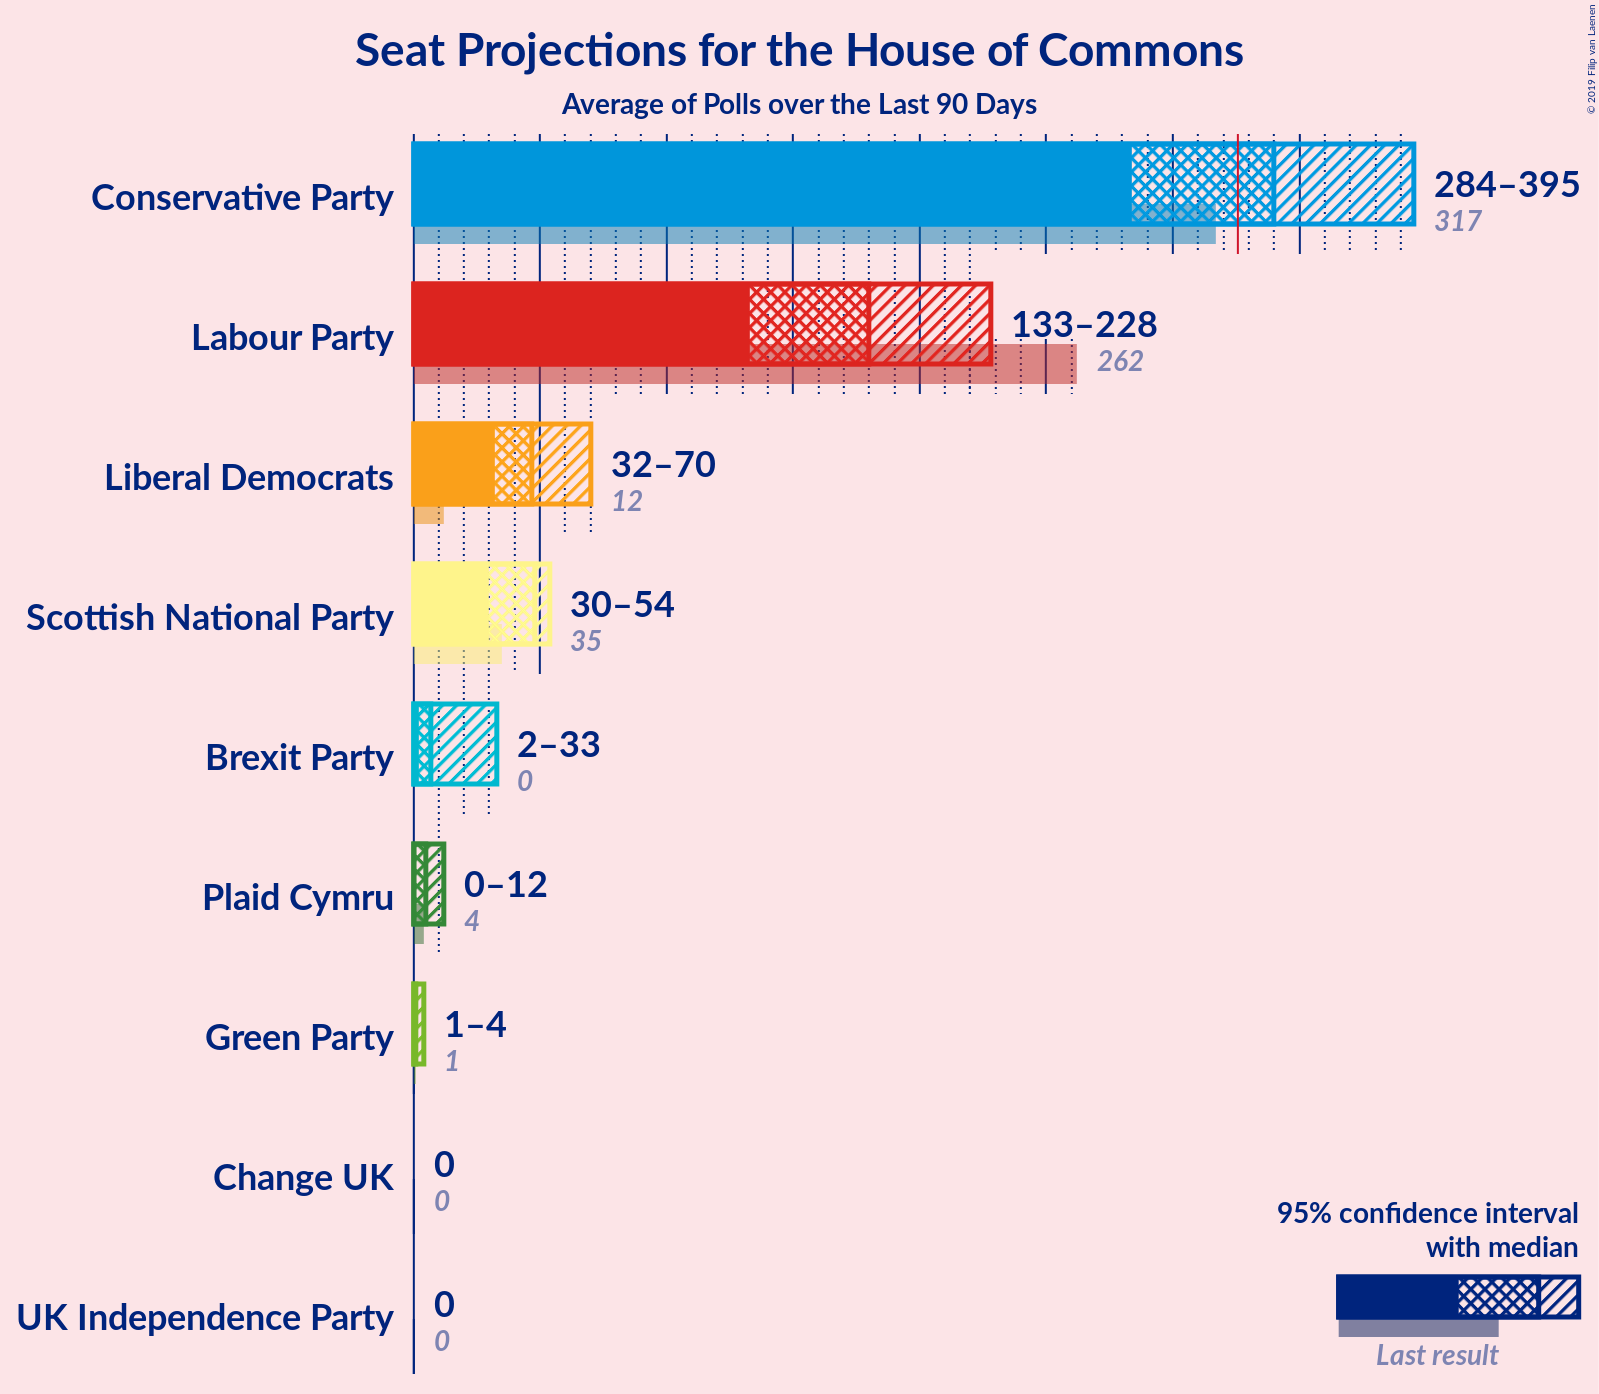 Seat Projections for the House of Commons
Average of Polls over the Last 90 Days
© 2019 Filip van Laenen
Conservative Party
284–395
317
Labour Party
133–228
262
Liberal Democrats
32–70
12
Scottish National Party
30–54
35
Brexit Party
2–33
0
Plaid Cymru
0–12
4
Green Party
1–4
1
Change UK
0
0
UK Independence Party
0
0
95% confidence interval
with median
Last result